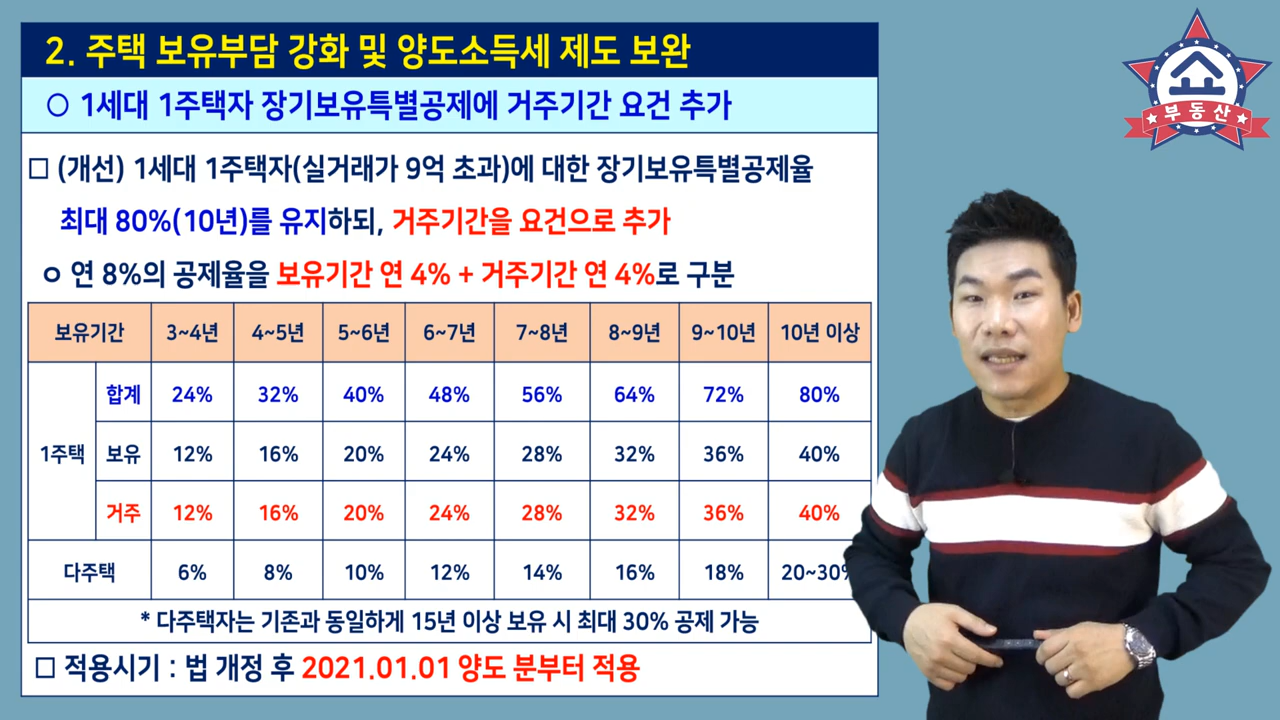 2. 주택 보유부담 강화 및 양도소득세 제도 보완
○ 1세대 1주택자 장기보유특별공제에 거주기간 요건 추가
□ (개선) 1세대 1주택자(실거래가 9억 초과)에 대한 장기보유특별공제율
최대 80%(10년)를 유지하되, 거주기간을 요건으로 추가
ㅇ 연 8%의 공제율을 보유기간 연 4% + 거주기간 연 4%로 구분
보유기간 3~4년 4~5년 5~6년 6~7년 7~8년 8~9년 9~10년 10년 이상
1주택 합계 24% 32% 40% 48% 56% 64% 72% 80%
보유 12% 16% 20% 24% 28% 32% 36% 40%
거주 12% 16% 20% 24% 28% 32% 36% 40%
다주택 6% 8% 10% 12% 14% 16% 18% 20~30%
* 다주택자는 기존과 동일하게 15년 이상 보유 시 최대 30% 공제 가능
□ 적용시기 : 법 개정 후 2021.01.01 양도 분부터 적용
쇼
부동산